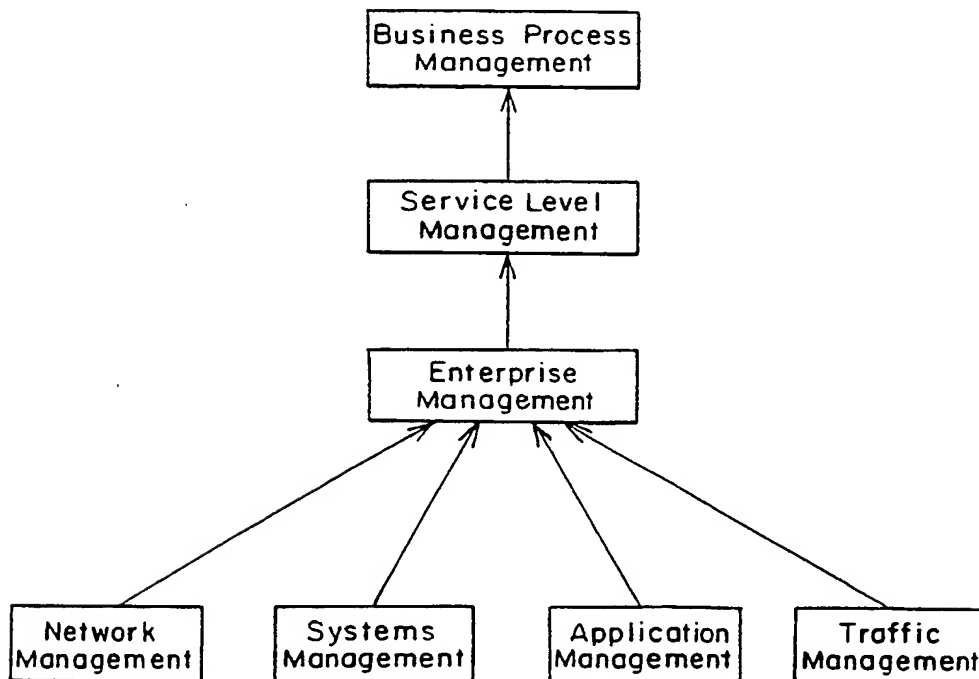 Business Process
Management
Service Level
Management
Enterprise
Management
Network
Management
Systems
Management
Application
Management
Traffic
Management